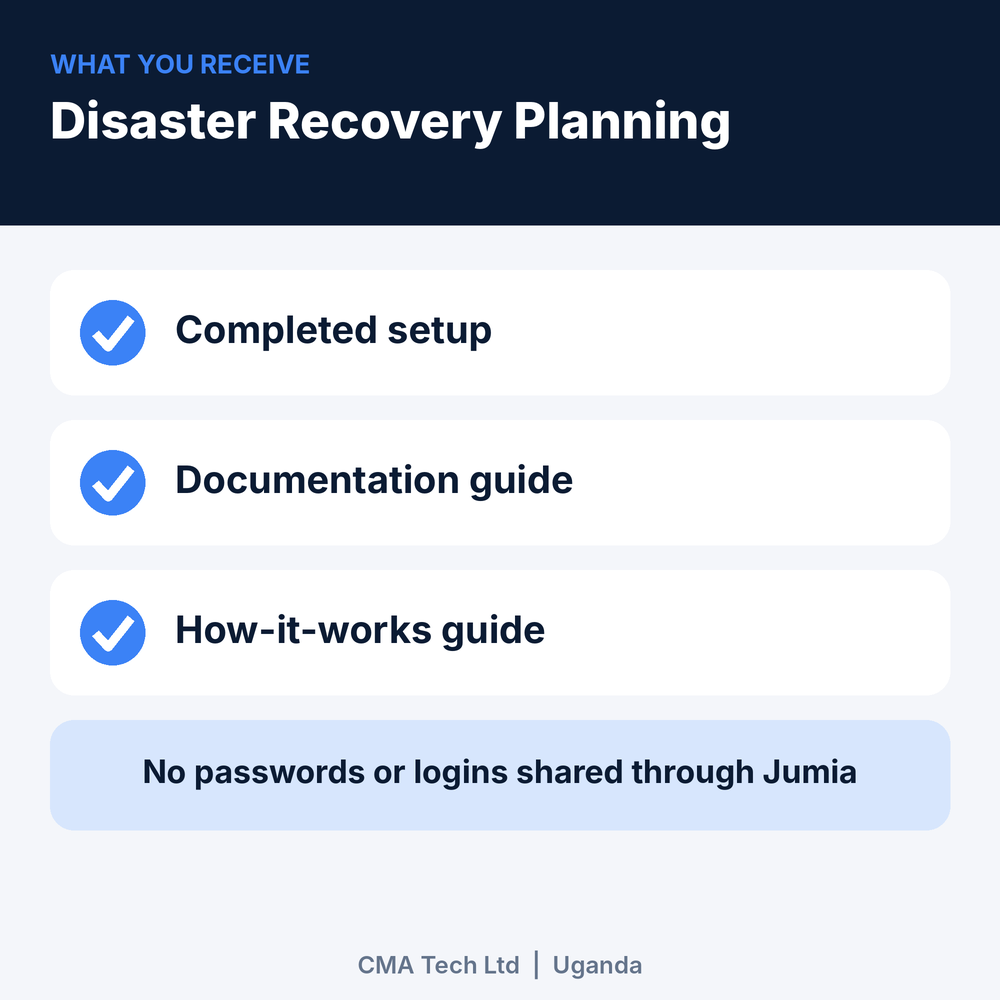 WHAT YOU RECEIVE
Disaster Recovery Planning
Completed setup
Documentation guide
How-it-works guide
No passwords or logins shared through Jumia
CMA Tech Ltd | Uganda